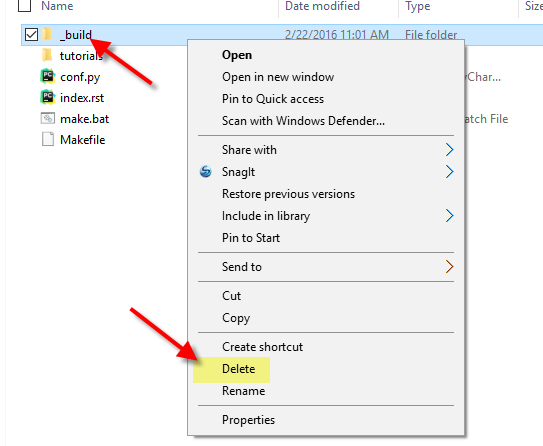 Name Date modified Type
_build 2/22/2016 11:01 AM File folder
tutorials
conf.py yChar...
index.rst
make.bat atch File
Makefile
Open
Open in new window
Pin to Quick access
Scan with Windows Defender...
Share with
SnagIt
Restore previous versions
Include in library
Pin to Start
Send to
Cut
Copy
Create shortcut
Delete
Rename
Properties